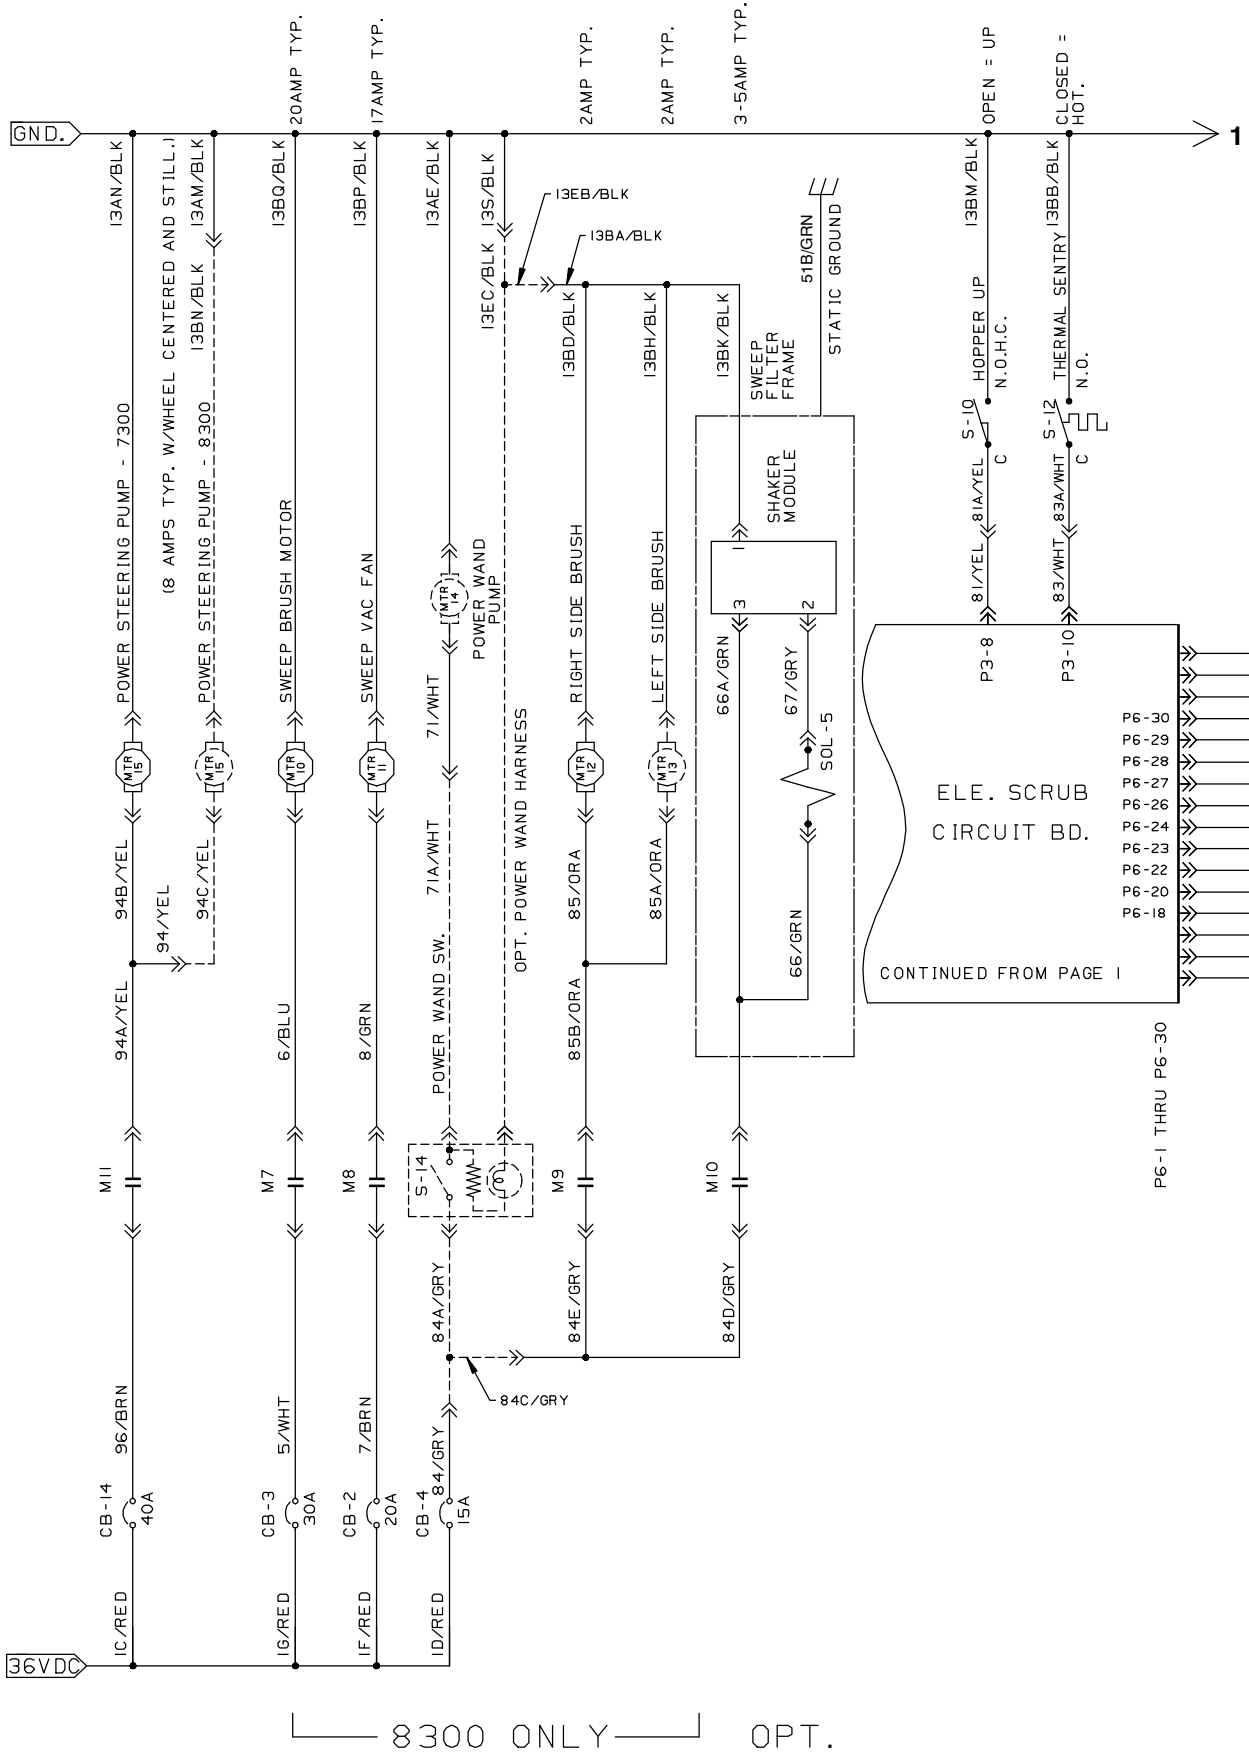 20AMP TYP.
17AMP TYP.
2AMP TYP.
2AMP TYP.
3-5AMP TYP.
OPEN = UP
CLOSED =
HOT.
GND.
1
13AN/BLK
(8 AMPS TYP. W/WHEEL CENTERED AND STILL.)
13AM/BLK
13BQ/BLK
13BP/BLK
13AE/BLK
13S/BLK
13EB/BLK
13BA/BLK
13BM/BLK
13BB/BLK
13BN/BLK
13EC/BLK
13BD/BLK
13BH/BLK
13BK/BLK
51B/GRN
STATIC GROUND
SWEEP
FILTER
FRAME
HOPPER UP
N.O.H.C.
THERMAL SENTRY
N.O.
S-10
S-12
C
C
POWER STEERING PUMP - 7300
POWER STEERING PUMP - 8300
SWEEP BRUSH MOTOR
SWEEP VAC FAN
POWER WAND
PUMP
MTR
14
RIGHT SIDE BRUSH
LEFT SIDE BRUSH
SHAKER
MODULE
1
3
2
81A/YEL
83A/WHT
81/YEL
83/WHT
P3-8
P3-10
MTR
15
MTR
15
MTR
10
MTR
11
71/WHT
OPT. POWER WAND HARNESS
MTR
12
MTR
13
66A/GRN
67/GRY
SOL-5
P6-30
P6-29
P6-28
P6-27
P6-26
P6-24
P6-23
P6-22
P6-20
P6-18
ELE. SCRUB
CIRCUIT BD.
CONTINUED FROM PAGE 1
94B/YEL
94/YEL
94C/YEL
71A/WHT
85/ORA
85A/ORA
66/GRN
94A/YEL
6/BLU
8/GRN
POWER WAND SW.
85B/ORA
P6-1 THRU P6-30
M11
M7
M8
S-14
M9
M10
84A/GRY
84E/GRY
84D/GRY
84C/GRY
96/BRN
5/WHT
7/BRN
84/GRY
CB-14
40A
CB-3
30A
CB-2
20A
CB-4
15A
1C/RED
1G/RED
1F/RED
1D/RED
36VDC
8300 ONLY
OPT.